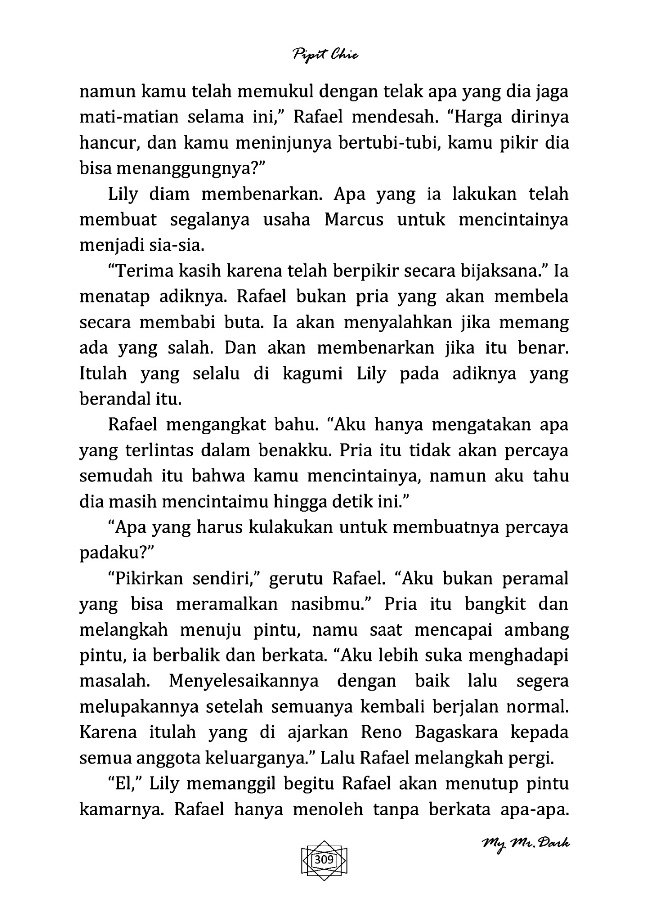 Pipit Chie
namun kamu telah memukul dengan telak apa yang dia jaga
mati-matian selama ini,” Rafael mendesah. “Harga dirinya
hancur, dan kamu meninjunya bertubi-tubi, kamu pikir dia
bisa menanggungnya?”
Lily diam membenarkan. Apa yang ia lakukan telah
membuat segalanya usaha Marcus untuk mencintainya
menjadi sia-sia.
“Terima kasih karena telah berpikir secara bijaksana.” Ia
menatap adiknya. Rafael bukan pria yang akan membela
secara membabi buta. Ia akan menyalahkan jika memang
ada yang salah. Dan akan membenarkan jika itu benar.
Itulah yang selalu di kagumi Lily pada adiknya yang
berandal itu.
Rafael mengangkat bahu. “Aku hanya mengatakan apa
yang terlintas dalam benakku. Pria itu tidak akan percaya
semudah itu bahwa kamu mencintainya, namun aku tahu
dia masih mencintaimu hingga detik ini.”
“Apa yang harus kulakukan untuk membuatnya percaya
padaku?”
“Pikirkan sendiri,” gerutu Rafael. “Aku bukan peramal
yang bisa meramalkan nasibmu.” Pria itu bangkit dan
melangkah menuju pintu, namu saat mencapai ambang
pintu, ia berbalik dan berkata. “Aku lebih suka menghadapi
masalah. Menyelesaikannya dengan baik lalu segera
melupakannya setelah semuanya kembali berjalan normal.
Karena itulah yang di ajarkan Reno Bagaskara kepada
semua anggota keluarganya.” Lalu Rafael melangkah pergi.
“El,” Lily memanggil begitu Rafael akan menutup pintu
kamarnya. Rafael hanya menoleh tanpa berkata apa-apa.
My Mr. Dark
309